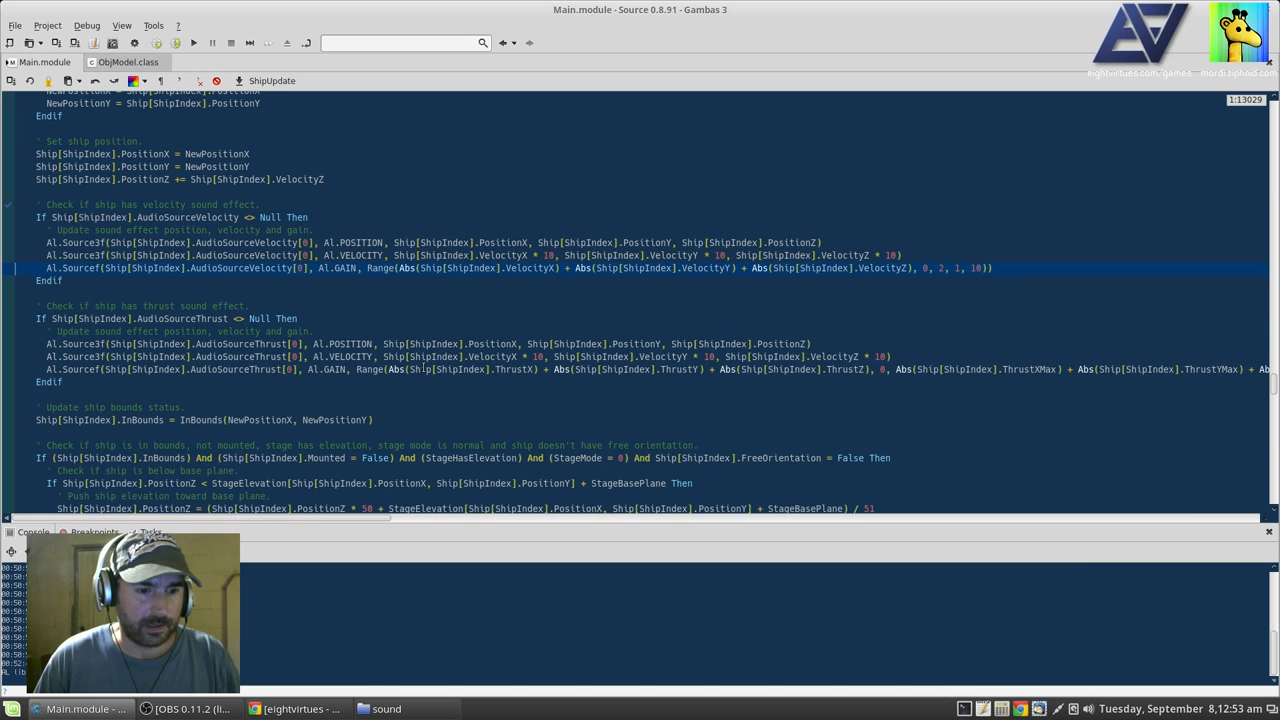 Main.module - Source 0.8.91 - Gambas 3
File Project Debug View Tools ?
Main.module ObjModel.class
ShipUpdate
eightvirtues.com/games
mordi.ziphoid.com
1:13029
NewPositionY = Ship[ShipIndex].PositionY
Endif
' Set ship position.
Ship[ShipIndex].PositionX = NewPositionX
Ship[ShipIndex].PositionY = NewPositionY
Ship[ShipIndex].PositionZ += Ship[ShipIndex].VelocityZ
' Check if ship has velocity sound effect.
If Ship[ShipIndex].AudioSourceVelocity <> Null Then
' Update sound effect position, velocity and gain.
Al.Source3f(Ship[ShipIndex].AudioSourceVelocity[0], Al.POSITION, Ship[ShipIndex].PositionX, Ship[ShipIndex].PositionY, Ship[ShipIndex].PositionZ)
Al.Source3f(Ship[ShipIndex].AudioSourceVelocity[0], Al.VELOCITY, Ship[ShipIndex].VelocityX * 10, Ship[ShipIndex].VelocityY * 10, Ship[ShipIndex].VelocityZ * 10)
Al.Sourcef(Ship[ShipIndex].AudioSourceVelocity[0], Al.GAIN, Range(Abs(Ship[ShipIndex].VelocityX) + Abs(Ship[ShipIndex].VelocityY) + Abs(Ship[ShipIndex].VelocityZ), 0, 2, 1, 10))
Endif
' Check if ship has thrust sound effect.
If Ship[ShipIndex].AudioSourceThrust <> Null Then
' Update sound effect position, velocity and gain.
Al.Source3f(Ship[ShipIndex].AudioSourceThrust[0], Al.POSITION, Ship[ShipIndex].PositionX, Ship[ShipIndex].PositionY, Ship[ShipIndex].PositionZ)
Al.Source3f(Ship[ShipIndex].AudioSourceThrust[0], Al.VELOCITY, Ship[ShipIndex].VelocityX * 10, Ship[ShipIndex].VelocityY * 10, Ship[ShipIndex].VelocityZ * 10)
Al.Sourcef(Ship[ShipIndex].AudioSourceThrust[0], Al.GAIN, Range(Abs(Ship[ShipIndex].ThrustX) + Abs(Ship[ShipIndex].ThrustY) + Abs(Ship[ShipIndex].ThrustZ), 0, Abs(Ship[ShipIndex].ThrustXMax) + Abs(Ship[ShipIndex].ThrustYMax) + Ab
Endif
' Update ship bounds status.
Ship[ShipIndex].InBounds = InBounds(NewPositionX, NewPositionY)
' Check if ship is in bounds, not mounted, stage has elevation, stage mode is normal and ship doesn't have free orientation.
If (Ship[ShipIndex].InBounds) And (Ship[ShipIndex].Mounted = False) And (StageHasElevation) And (StageMode = 0) And Ship[ShipIndex].FreeOrientation = False Then
' Check if ship is below base plane.
If Ship[ShipIndex].PositionZ < StageElevation[Ship[ShipIndex].PositionX, Ship[ShipIndex].PositionY] + StageBasePlane Then
' Push ship elevation toward base plane.
Ship[ShipIndex].PositionZ = (Ship[ShipIndex].PositionZ * 50 + StageElevation[Ship[ShipIndex].PositionX, Ship[ShipIndex].PositionY] + StageBasePlane) / 51
Console Breakpoints Tasks
AL lib
Main.module - ... [OBS 0.11.2 (li... [eightvirtues - ... sound Tuesday, September 8, 12:53 am